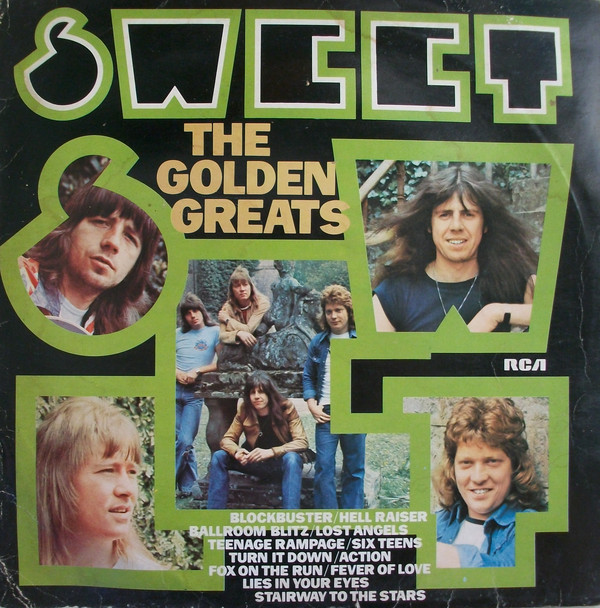 SWEET
THE
GOLDEN
GREATS
RCA
BLOCKBUSTER/HELL RAISER
BALLROOM BLITZ/LOST ANGELS
TEENAGE RAMPAGE/SIX TEENS
TURN IT DOWN/ACTION
FOX ON THE RUN/FEVER OF LOVE
LIES IN YOUR EYES
STAIRWAY TO THE STARS